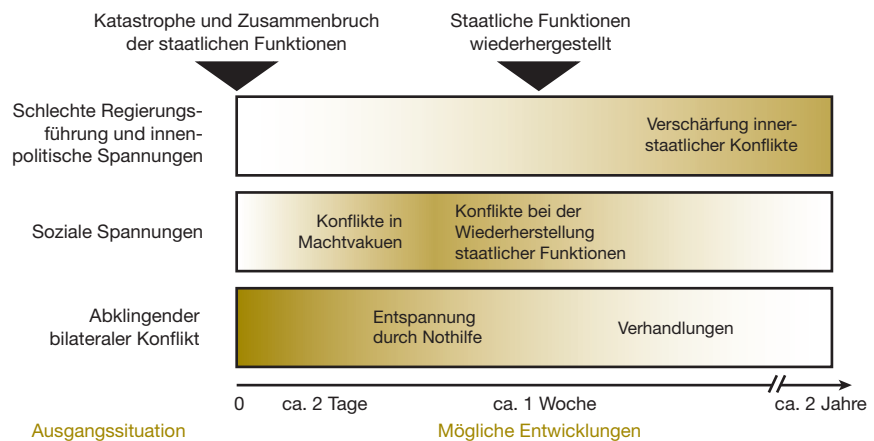 Katastrophe und Zusammenbruch
der staatlichen Funktionen
Staatliche Funktionen
wiederhergestellt
Schlechte Regierungs-
führung und innen-
politische Spannungen
Verschärfung inner-
staatlicher Konflikte
Soziale Spannungen
Konflikte in
Machtvakuen
Konflikte bei der
Wiederherstellung
staatlicher Funktionen
Abklingender
bilateraler Konflikt
Entspannung
durch Nothilfe
Verhandlungen
0
ca. 2 Tage
ca. 1 Woche
ca. 2 Jahre
Ausgangssituation
Mögliche Entwicklungen